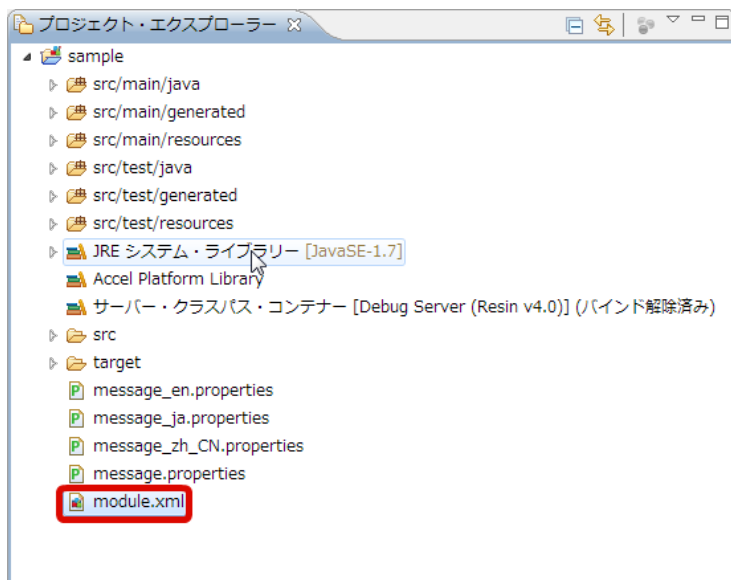 プロジェクト・エクスプローラー
sample
src/main/java
src/main/generated
src/main/resources
src/test/java
src/test/generated
src/test/resources
JRE システム・ライブラリー [JavaSE-1.7]
Accel Platform Library
サーバー・クラスパス・コンテナー [Debug Server (Resin v4.0)] (バインド解除済み)
src
target
message_en.properties
message_ja.properties
message_zh_CN.properties
message.properties
module.xml